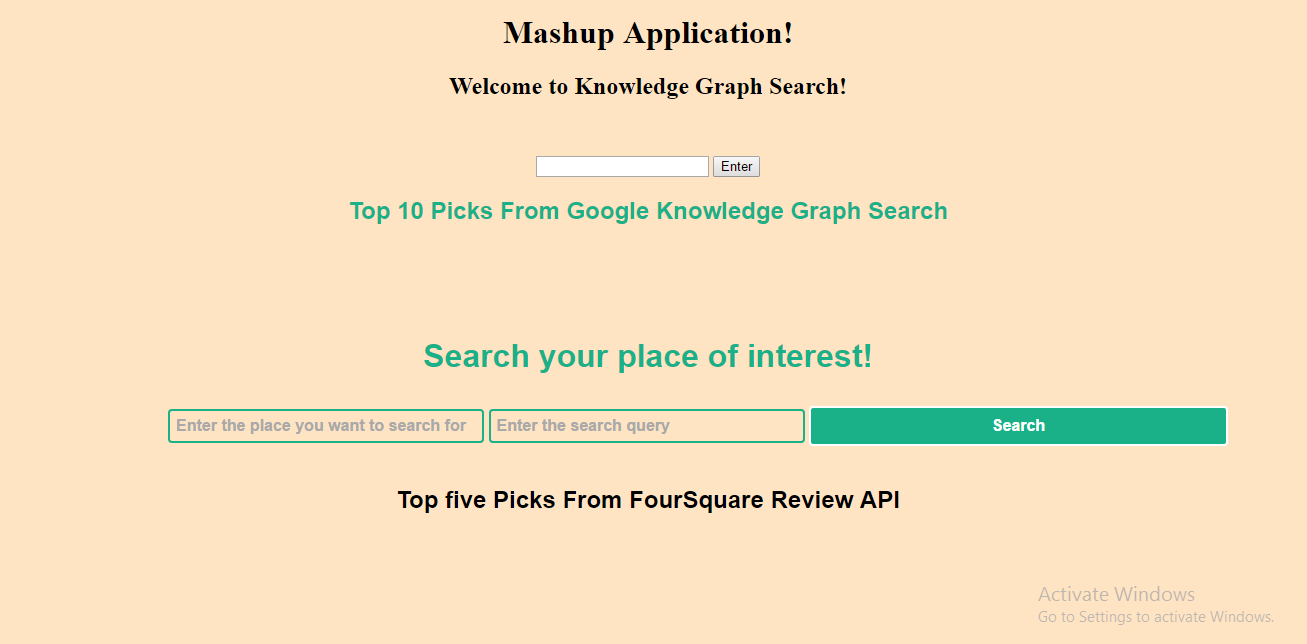 Mashup Application!
Welcome to Knowledge Graph Search!
Enter
Top 10 Picks From Google Knowledge Graph Search
Search your place of interest!
Enter the place you want to search for
Enter the search query
Search
Top five Picks From FourSquare Review API
Activate Windows
Go to Settings to activate Windows.